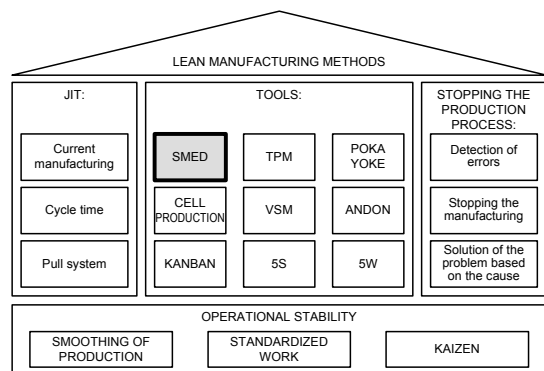 LEAN MANUFACTURING METHODS
JIT:
Current
manufacturing
Cycle time
Pull system
TOOLS:
SMED
TPM
POKA
YOKE
CELL
PRODUCTION
VSM
ANDON
KANBAN
5S
5W
STOPPING THE
PRODUCTION
PROCESS:
Detection of
errors
Stopping the
manufacturing
Solution of the
problem based
on the cause
OPERATIONAL STABILITY
SMOOTHING OF
PRODUCTION
STANDARDIZED
WORK
KAIZEN